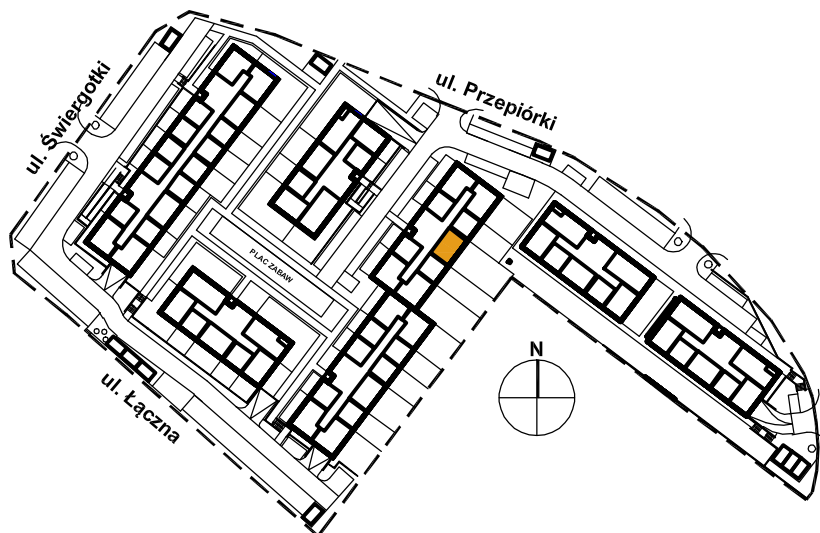 ul. Przepiórki
ul. Świergotki
PLAC ZABAW
N
ul. Łączna